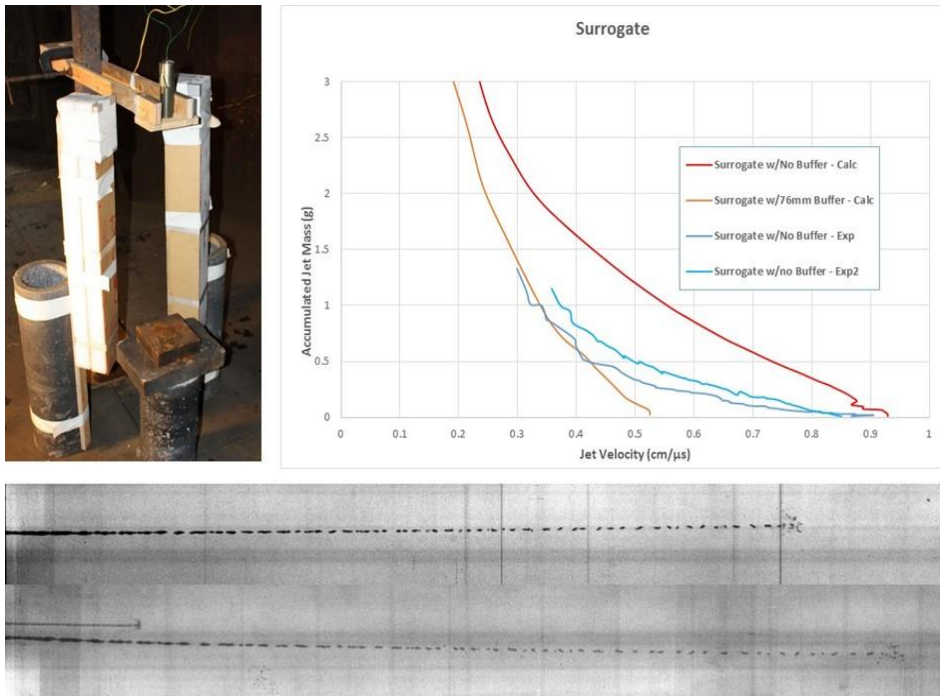 Surrogate
Accumulated Jet Mass (g)
3
2.5
2
1.5
1
0.5
0
0
0.1
0.2
0.3
0.4
0.5
0.6
0.7
0.8
0.9
1
Jet Velocity (cm/µs)
Surrogate w/No Buffer - Calc
Surrogate w/76mm Buffer - Calc
Surrogate w/No Buffer - Exp
Surrogate w/no Buffer - Exp2